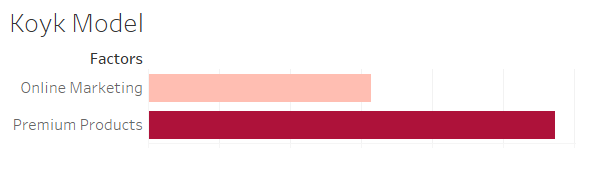 Koyk Model
Factors
Online Marketing
Premium Products